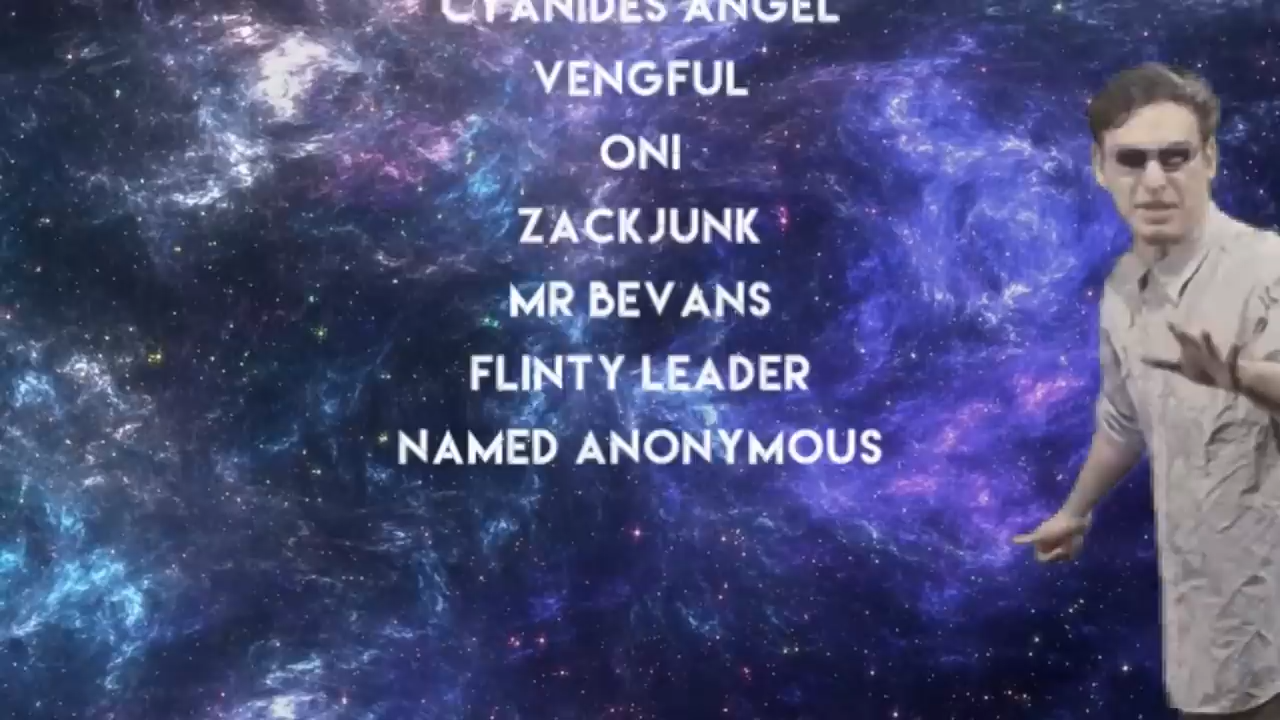 CYANIDES ANGEL
VENGFUL
ONI
ZACKJUNK
MR BEVANS
FLINTY LEADER
NAMED ANONYMOUS